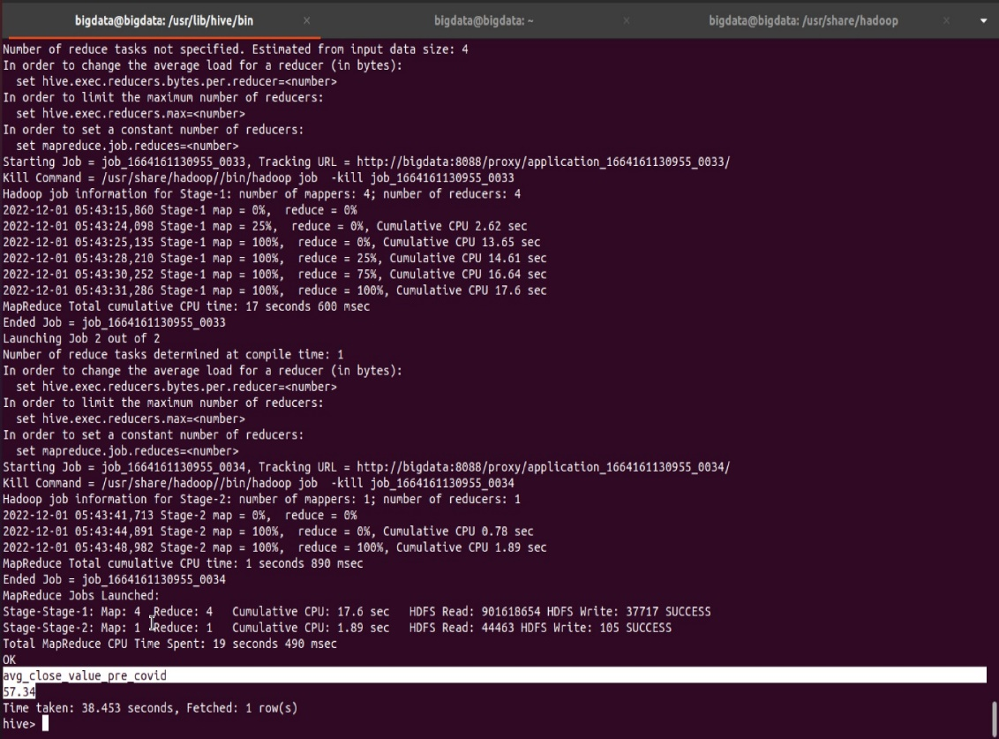 bigdata@bigdata: /usr/lib/hive/bin
bigdata@bigdata: ~
bigdata@bigdata: /usr/share/hadoop
Number of reduce tasks not specified. Estimated from input data size: 4
In order to change the average load for a reducer (in bytes):
  set hive.exec.reducers.bytes.per.reducer=<number>
In order to limit the maximum number of reducers:
  set hive.exec.reducers.max=<number>
In order to set a constant number of reducers:
  set mapreduce.job.reduces=<number>
Starting Job = job_1664161130955_0033, Tracking URL = http://bigdata:8088/proxy/application_1664161130955_0033/
Kill Command = /usr/share/hadoop//bin/hadoop job  -kill job_1664161130955_0033
Hadoop job information for Stage-1: number of mappers: 4; number of reducers: 4
2022-12-01 05:43:15,860 Stage-1 map = 0%,  reduce = 0%
2022-12-01 05:43:24,098 Stage-1 map = 25%,  reduce = 0%, Cumulative CPU 2.62 sec
2022-12-01 05:43:25,135 Stage-1 map = 100%,  reduce = 0%, Cumulative CPU 13.65 sec
2022-12-01 05:43:28,210 Stage-1 map = 100%,  reduce = 25%, Cumulative CPU 14.61 sec
2022-12-01 05:43:30,252 Stage-1 map = 100%,  reduce = 75%, Cumulative CPU 16.64 sec
2022-12-01 05:43:31,286 Stage-1 map = 100%,  reduce = 100%, Cumulative CPU 17.6 sec
MapReduce Total cumulative CPU time: 17 seconds 600 msec
Ended Job = job_1664161130955_0033
Launching Job 2 out of 2
Number of reduce tasks determined at compile time: 1
In order to change the average load for a reducer (in bytes):
  set hive.exec.reducers.bytes.per.reducer=<number>
In order to limit the maximum number of reducers:
  set hive.exec.reducers.max=<number>
In order to set a constant number of reducers:
  set mapreduce.job.reduces=<number>
Starting Job = job_1664161130955_0034, Tracking URL = http://bigdata:8088/proxy/application_1664161130955_0034/
Kill Command = /usr/share/hadoop//bin/hadoop job  -kill job_1664161130955_0034
Hadoop job information for Stage-2: number of mappers: 1; number of reducers: 1
2022-12-01 05:43:41,713 Stage-2 map = 0%,  reduce = 0%
2022-12-01 05:43:44,891 Stage-2 map = 100%,  reduce = 0%, Cumulative CPU 0.78 sec
2022-12-01 05:43:48,982 Stage-2 map = 100%,  reduce = 100%, Cumulative CPU 1.89 sec
MapReduce Total cumulative CPU time: 1 seconds 890 msec
Ended Job = job_1664161130955_0034
MapReduce Jobs Launched:
Stage-Stage-1: Map: 4  Reduce: 4   Cumulative CPU: 17.6 sec   HDFS Read: 901618654 HDFS Write: 37717 SUCCESS
Stage-Stage-2: Map: 1  Reduce: 1   Cumulative CPU: 1.89 sec   HDFS Read: 44463 HDFS Write: 105 SUCCESS
Total MapReduce CPU Time Spent: 19 seconds 490 msec
OK
avg_close_value_pre_covid
57.34
Time taken: 38.453 seconds, Fetched: 1 row(s)
hive>